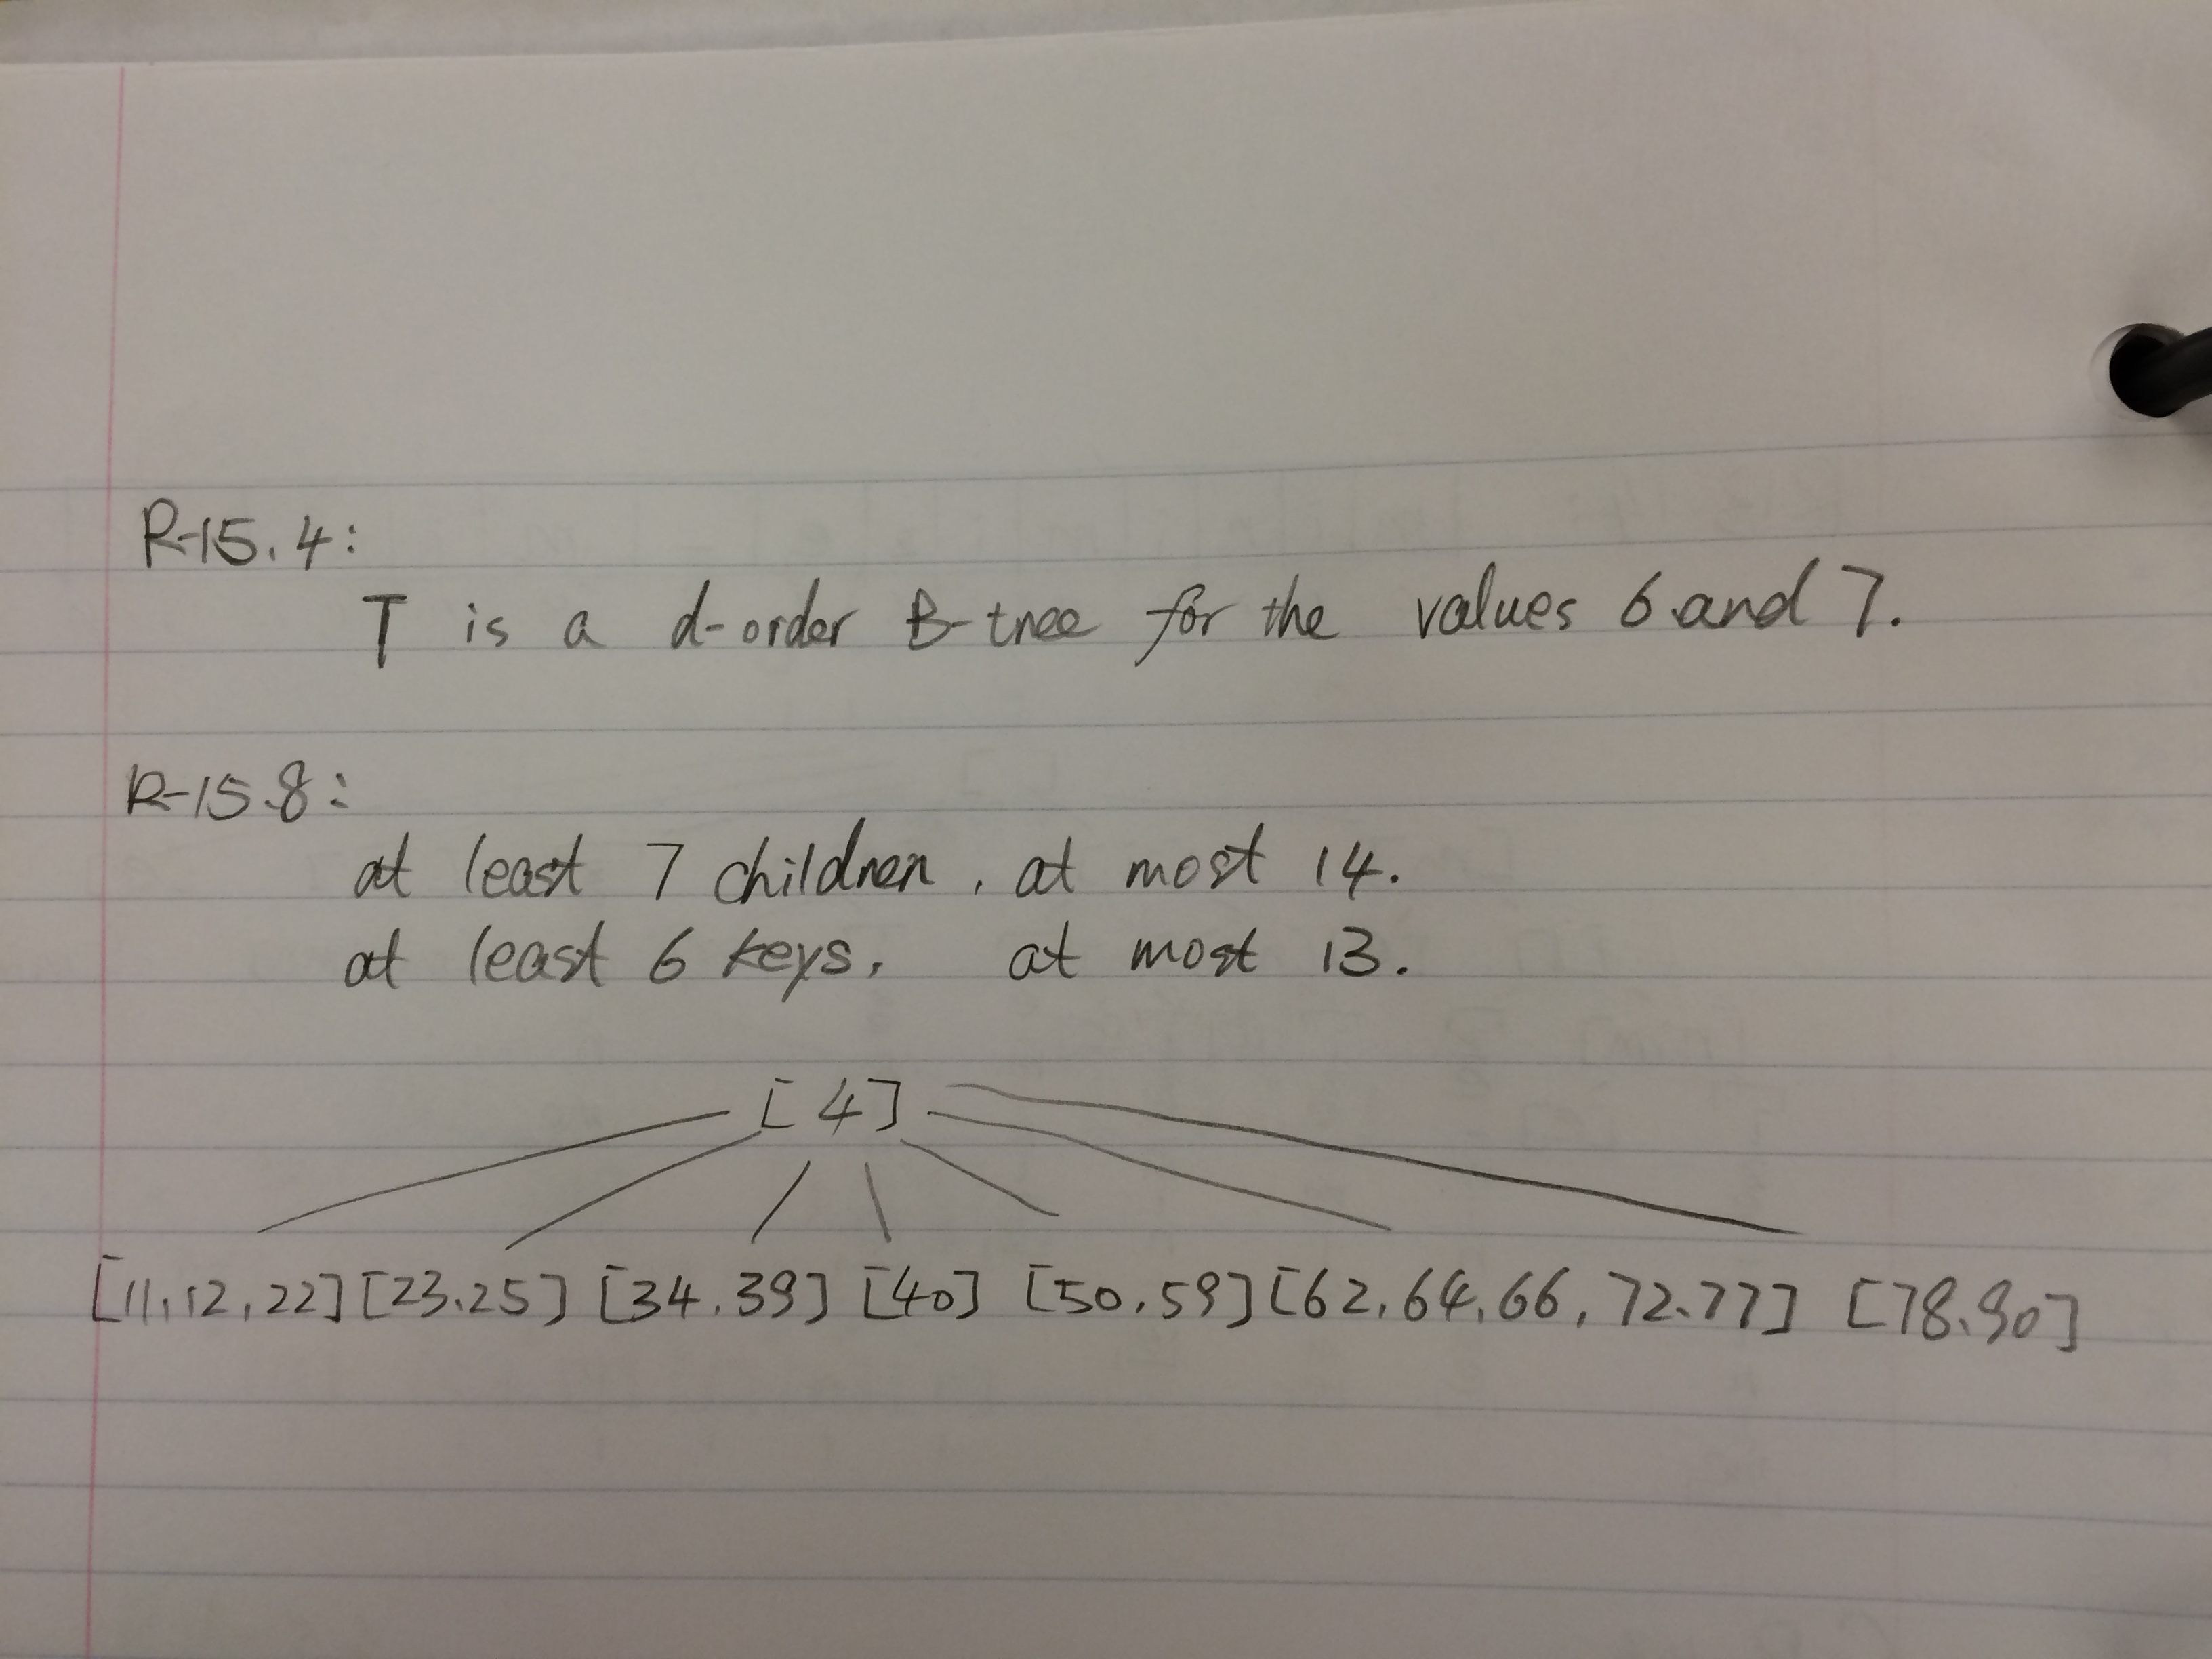 R-15.4:
T is a d-order B-tree for the values 6 and 7.
R-15.8:
at least 7 children, at most 14.
at least 6 keys, at most 13.
[4]
[11,12,22] [23,25] [34,39] [40] [50,59] [62,64,66,72,77] [78,90]